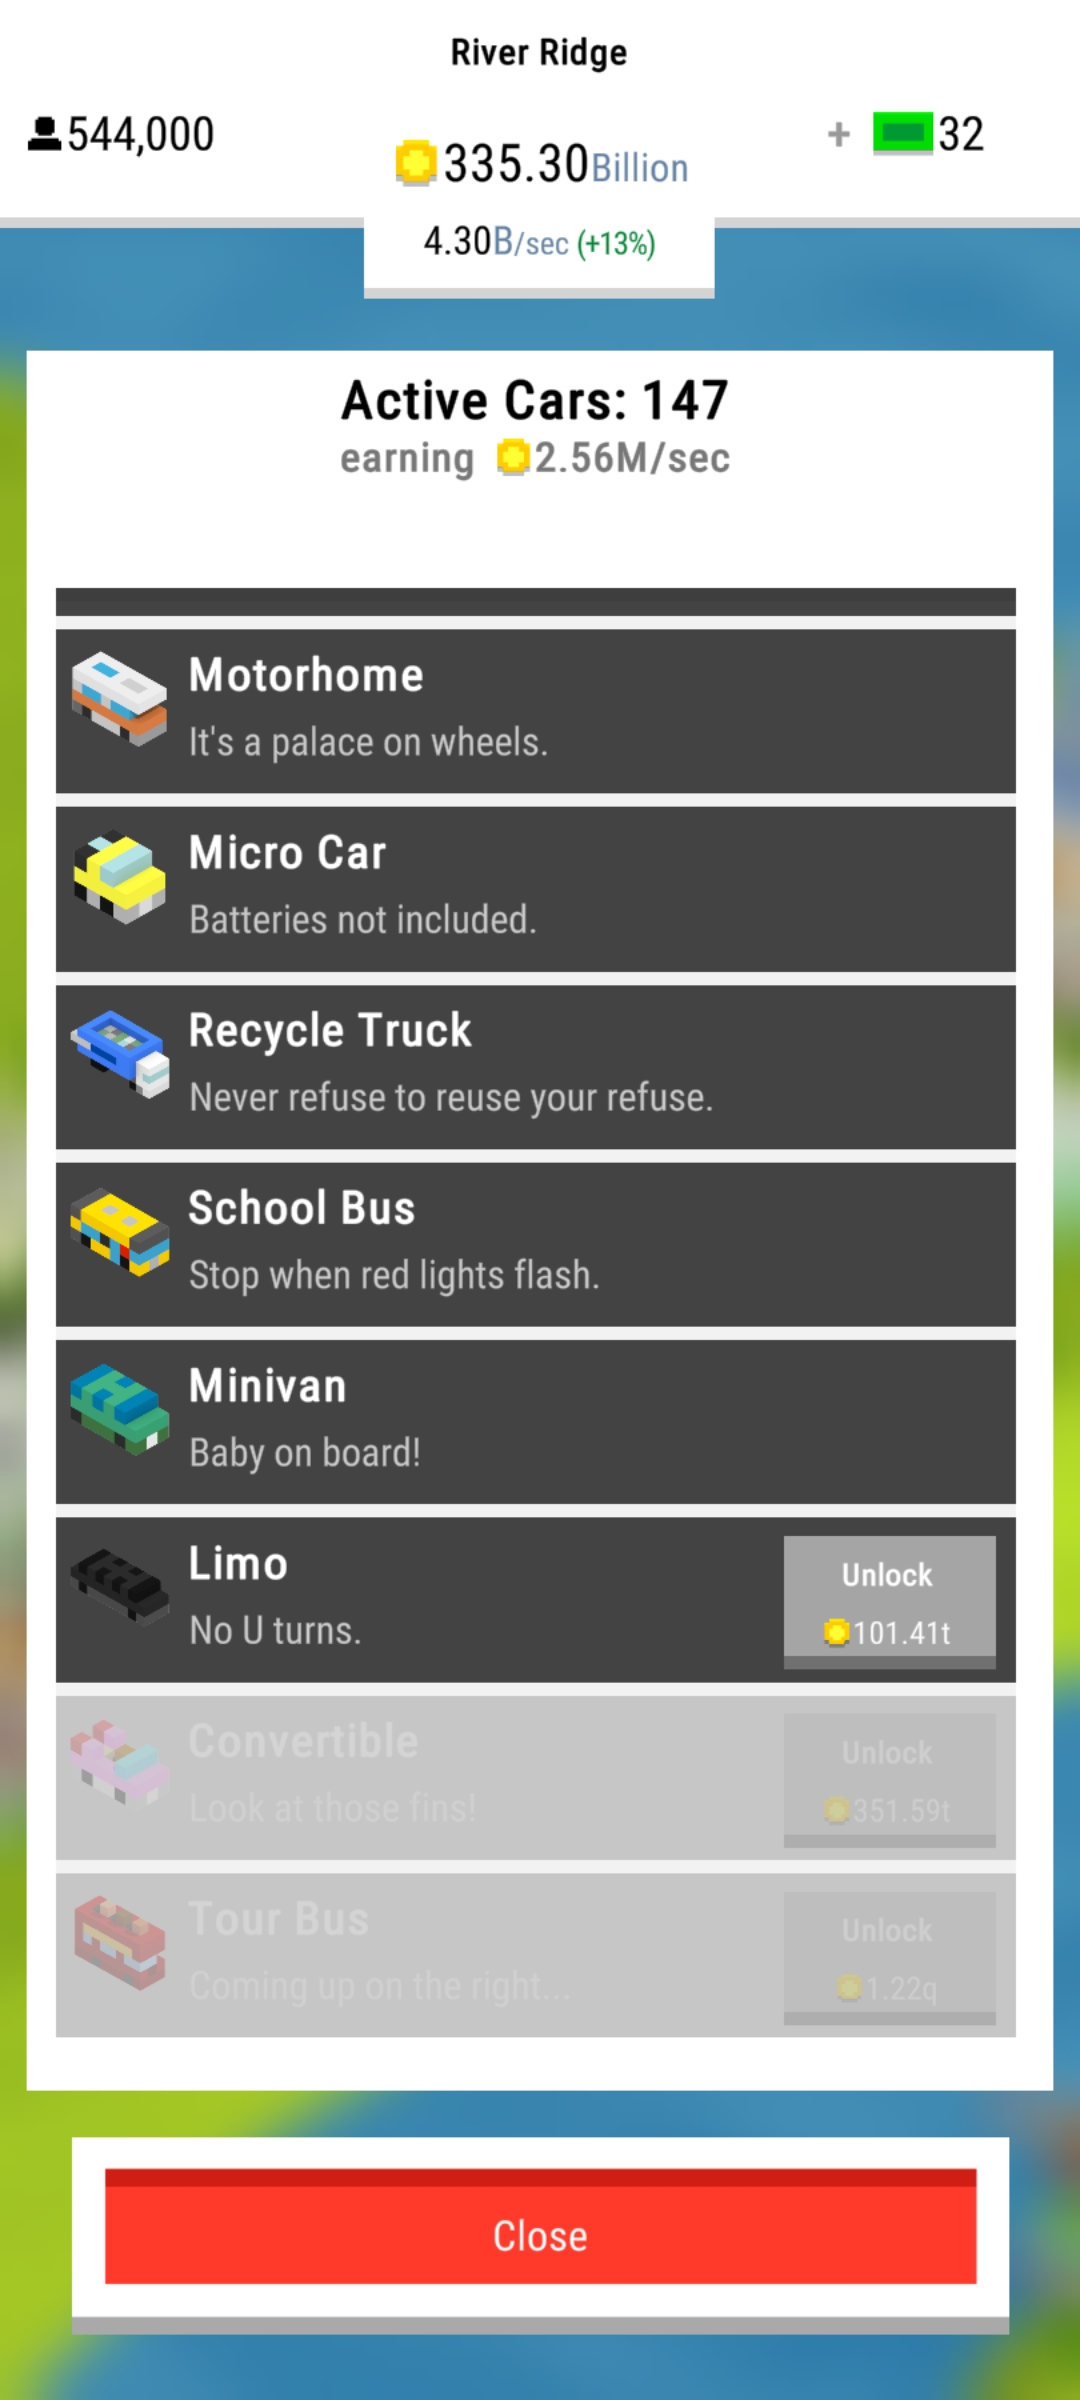 River Ridge
544,000
335.30Billion
+ 32
4.30B/sec (+13%)
Active Cars: 147
earning 2.56M/sec
Motorhome
It's a palace on wheels.
Micro Car
Batteries not included.
Recycle Truck
Never refuse to reuse your refuse.
School Bus
Stop when red lights flash.
Minivan
Baby on board!
Limo
No U turns.
Unlock
101.41t
Convertible
Look at those fins!
Unlock
351.59t
Tour Bus
Coming up on the right...
Unlock
1.22q
Close